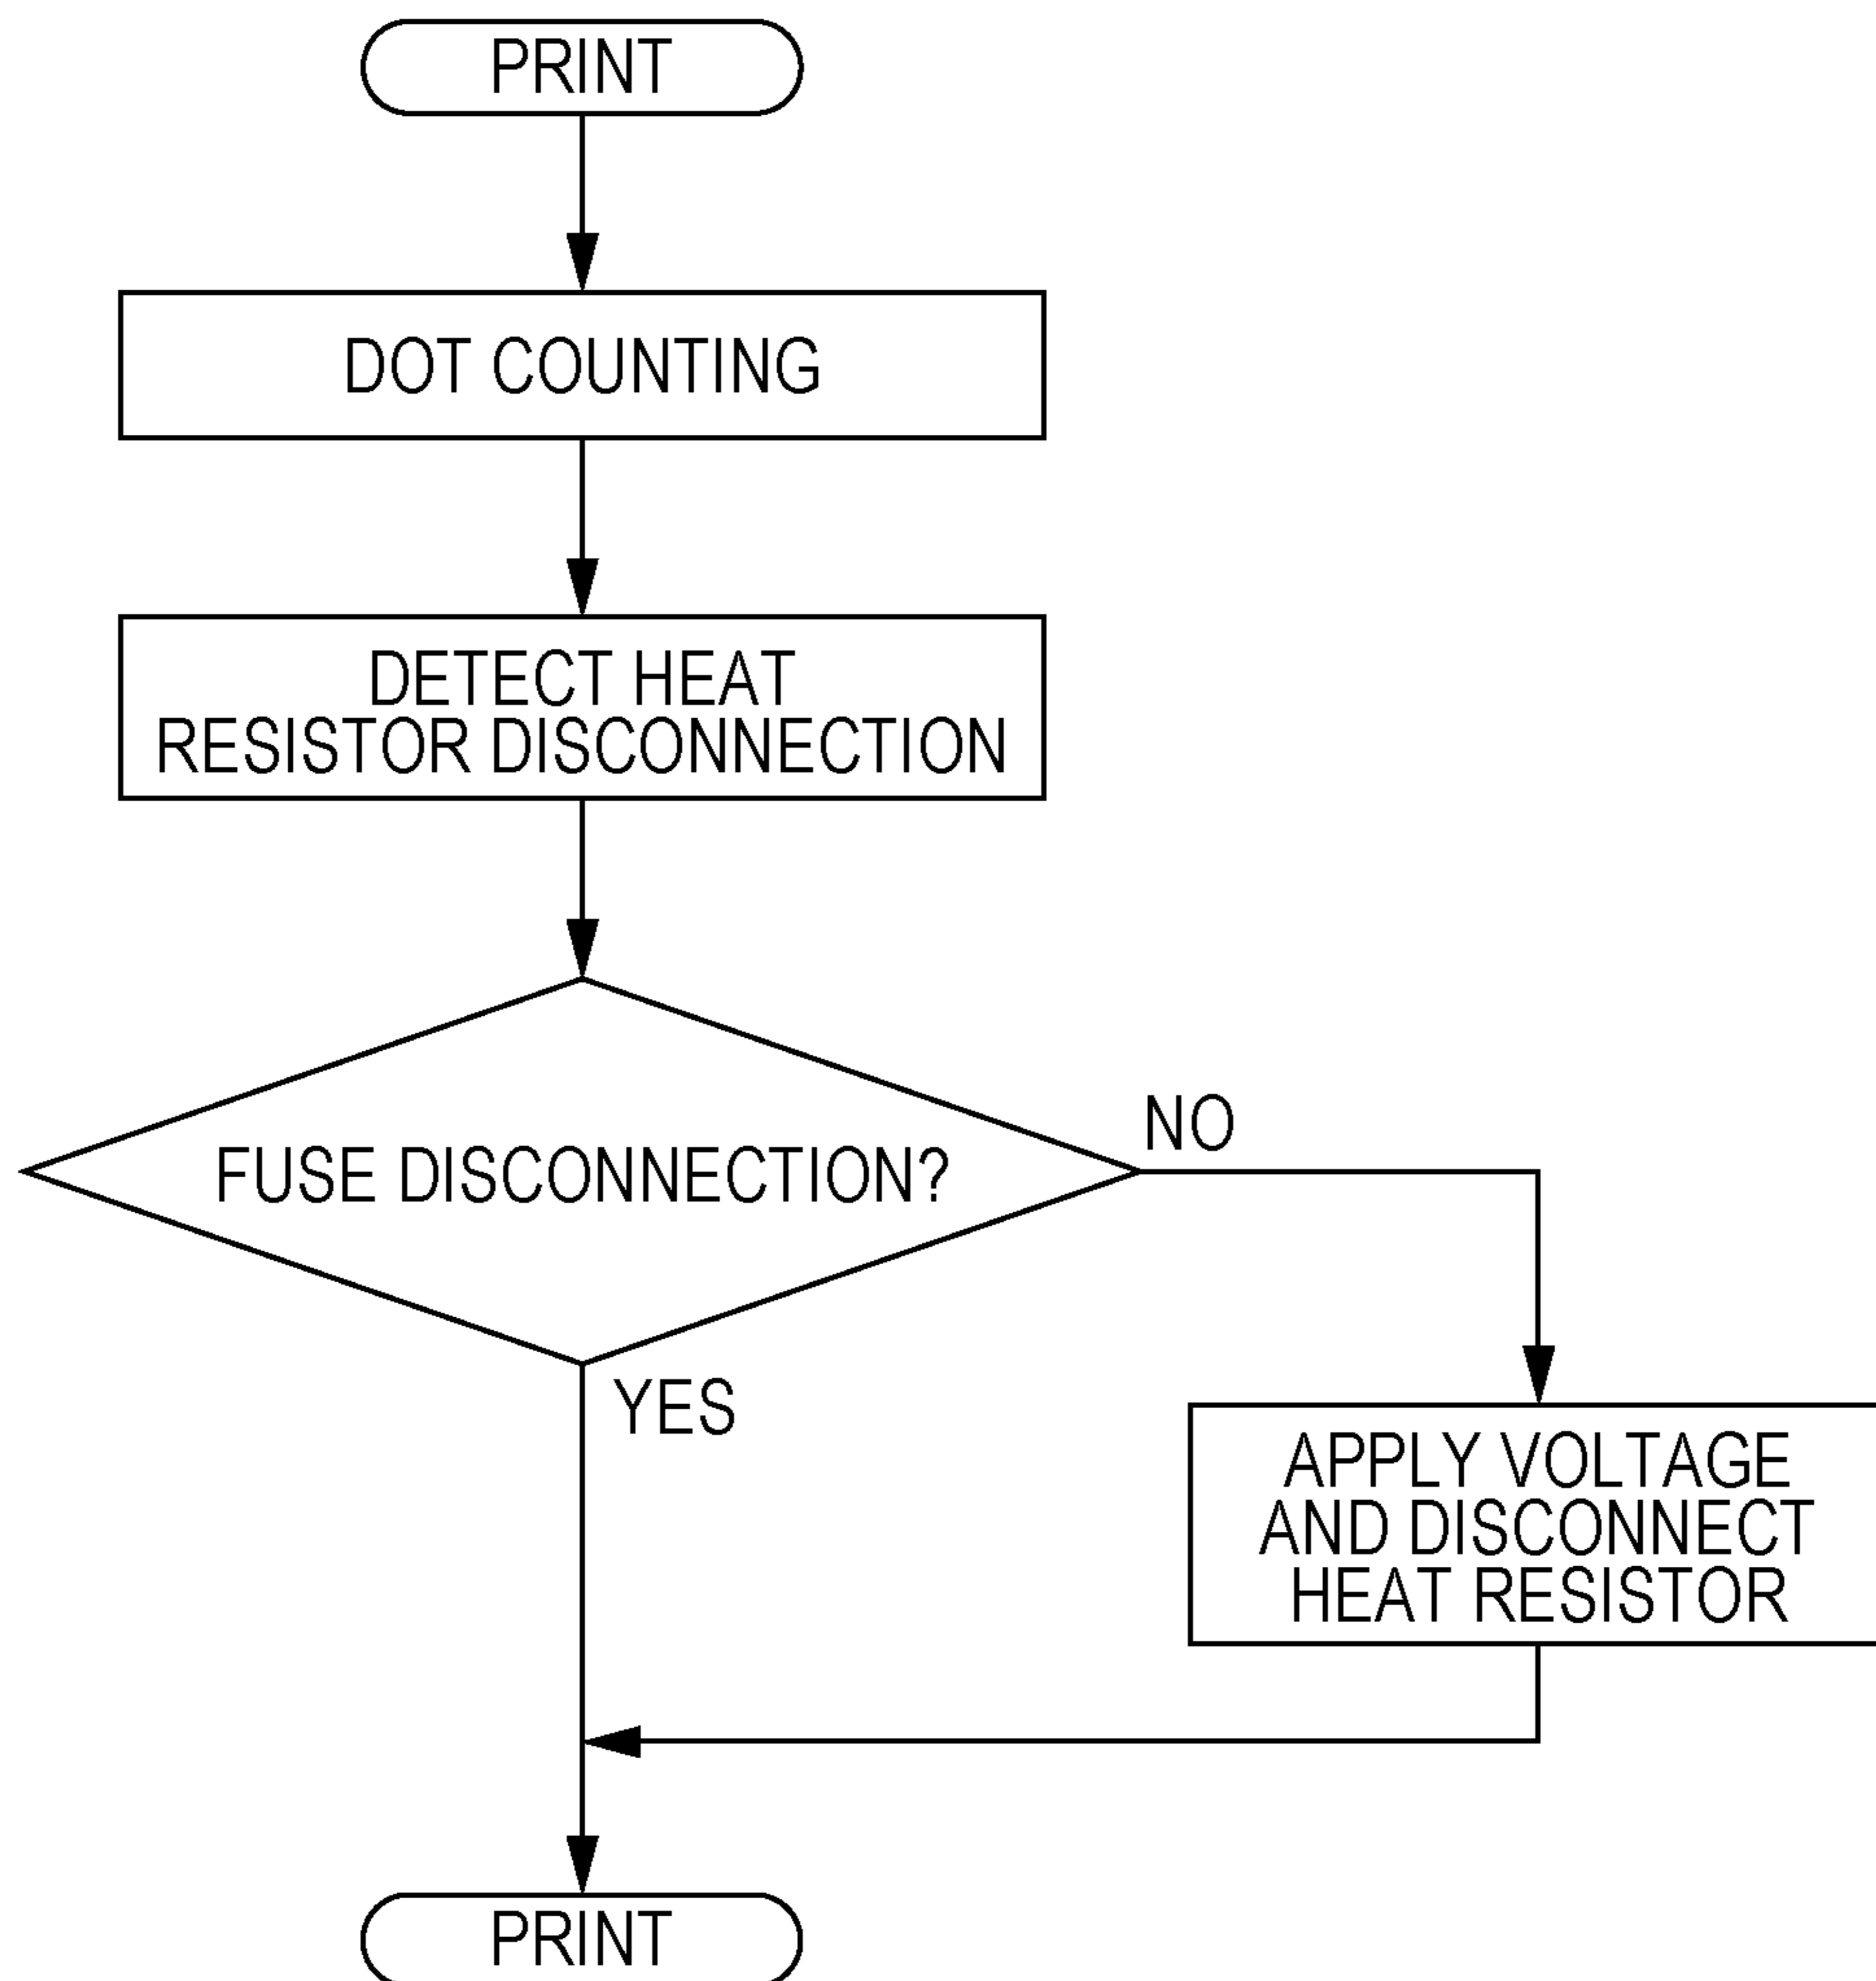 PRINT
DOT COUNTING
DETECT HEAT
RESISTOR DISCONNECTION
FUSE DISCONNECTION?
NO
YES
APPLY VOLTAGE
AND DISCONNECT
HEAT RESISTOR
PRINT